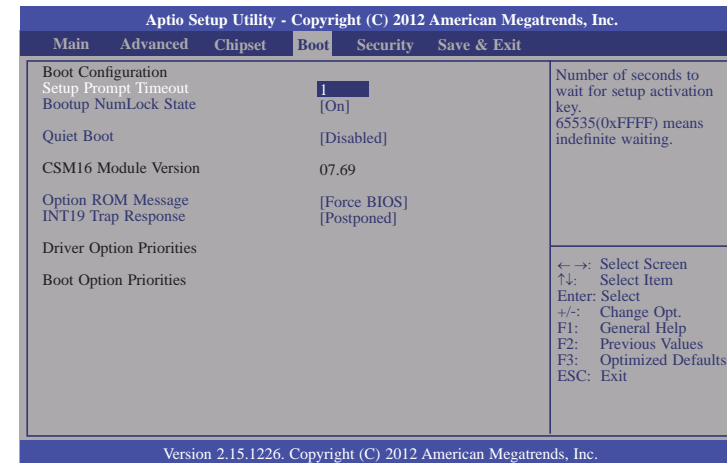 Aptio Setup Utility - Copyright (C) 2012 American Megatrends, Inc.
Main Advanced Chipset Boot Security Save & Exit
Boot Configuration
Setup Prompt Timeout 1
Bootup NumLock State [On]
Quiet Boot [Disabled]
CSM16 Module Version 07.69
Option ROM Message [Force BIOS]
INT19 Trap Response [Postponed]
Driver Option Priorities
Boot Option Priorities
Number of seconds to
wait for setup activation
key.
65535(0xFFFF) means
indefinite waiting.
←→: Select Screen
↑↓: Select Item
Enter: Select
+/-: Change Opt.
F1: General Help
F2: Previous Values
F3: Optimized Defaults
ESC: Exit
Version 2.15.1226. Copyright (C) 2012 American Megatrends, Inc.